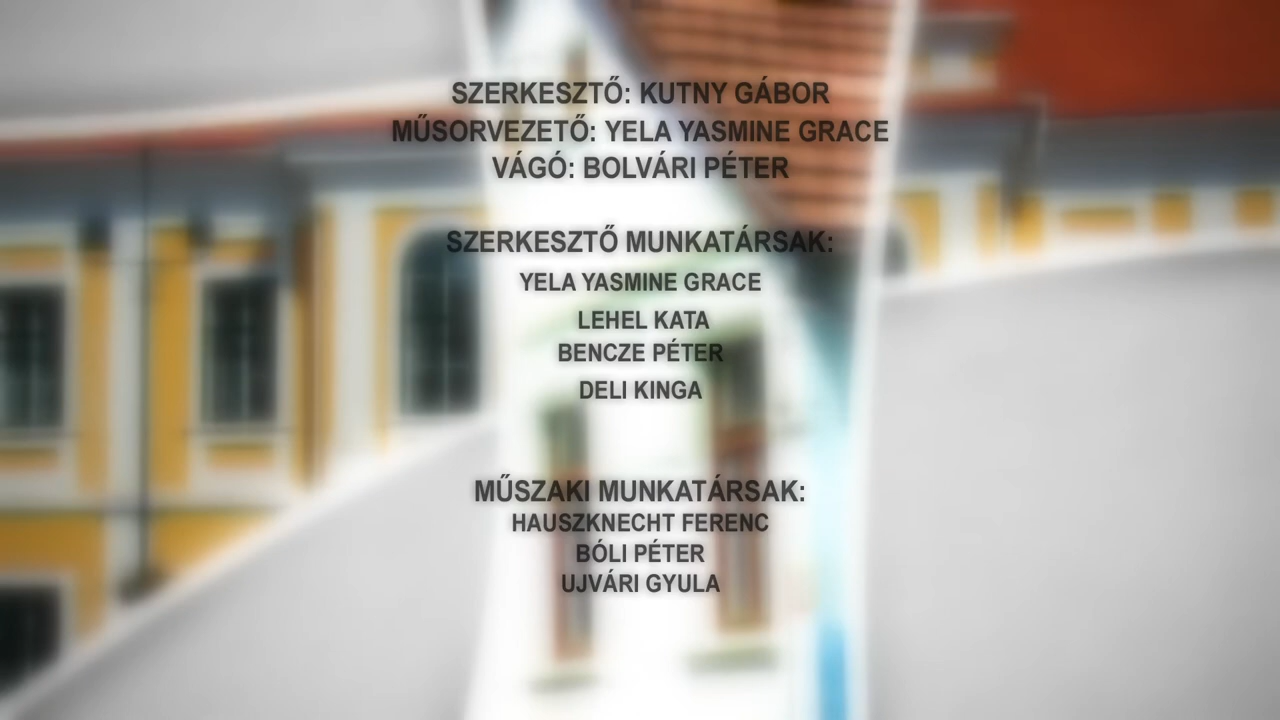 SZERKESZTŐ: KUTNY GÁBOR
MŰSORVEZETŐ: YELA YASMINE GRACE
VÁGÓ: BOLVÁRI PÉTER
SZERKESZTŐ MUNKATÁRSAK:
YELA YASMINE GRACE
LEHEL KATA
BENCZE PÉTER
DELI KINGA
MŰSZAKI MUNKATÁRSAK:
HAUSZKNECHT FERENC
BÓLI PÉTER
UJVÁRI GYULA